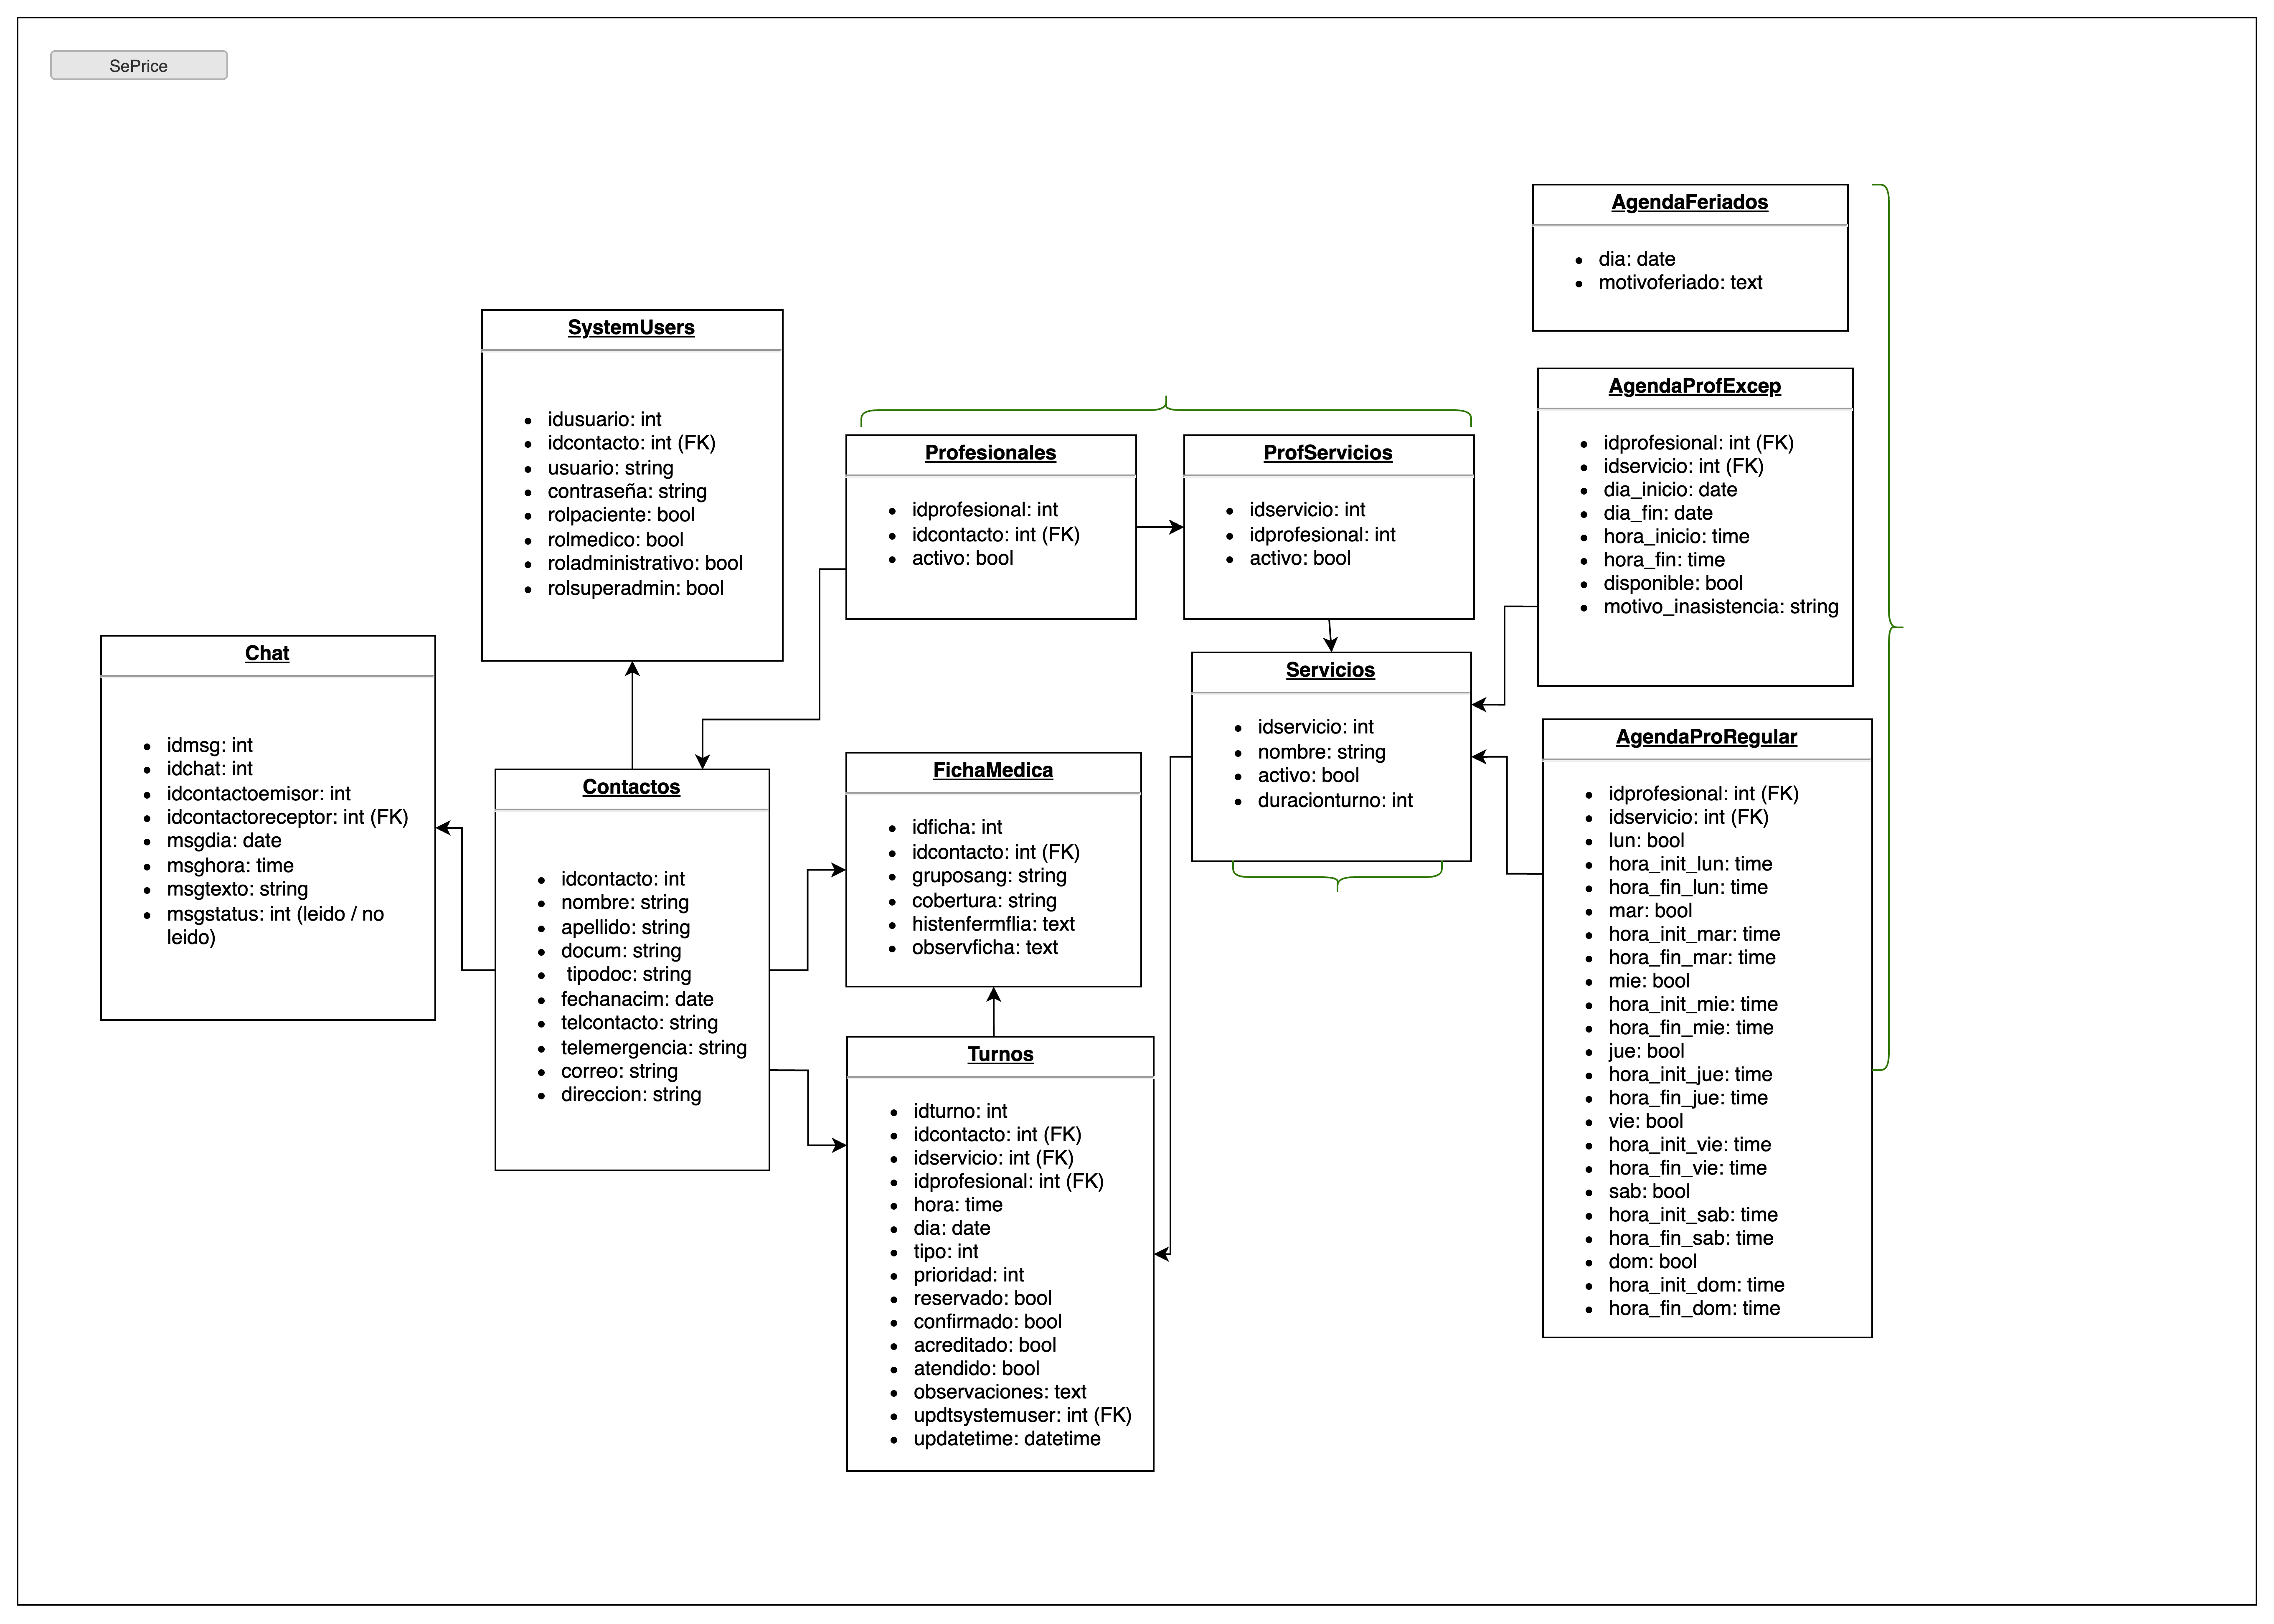 SePrice
AgendaFeriados
dia: date
motivoferiado: text
SystemUsers
idusuario: int
idcontacto: int (FK)
usuario: string
contraseña: string
rolpaciente: bool
rolmedico: bool
roladministrativo: bool
rolsuperadmin: bool
AgendaProfExcep
idprofesional: int (FK)
idservicio: int (FK)
dia_inicio: date
dia_fin: date
hora_inicio: time
hora_fin: time
disponible: bool
motivo_inasistencia: string
Profesionales
idprofesional: int
idcontacto: int (FK)
activo: bool
ProfServicios
idservicio: int
idprofesional: int
activo: bool
Chat
idmsg: int
idchat: int
idcontactoemisor: int
idcontactoreceptor: int (FK)
msgdia: date
msghora: time
msgtexto: string
msgstatus: int (leido / no
leido)
Servicios
idservicio: int
nombre: string
activo: bool
duracionturno: int
AgendaProRegular
idprofesional: int (FK)
idservicio: int (FK)
lun: bool
hora_init_lun: time
hora_fin_lun: time
mar: bool
hora_init_mar: time
hora_fin_mar: time
mie: bool
hora_init_mie: time
hora_fin_mie: time
jue: bool
hora_init_jue: time
hora_fin_jue: time
vie: bool
hora_init_vie: time
hora_fin_vie: time
sab: bool
hora_init_sab: time
hora_fin_sab: time
dom: bool
hora_init_dom: time
hora_fin_dom: time
Contactos
idcontacto: int
nombre: string
apellido: string
docum: string
tipodoc: string
fechanacim: date
telcontacto: string
telemergencia: string
correo: string
direccion: string
FichaMedica
idficha: int
idcontacto: int (FK)
gruposang: string
cobertura: string
histenfermflia: text
observficha: text
Turnos
idturno: int
idcontacto: int (FK)
idservicio: int (FK)
idprofesional: int (FK)
hora: time
dia: date
tipo: int
prioridad: int
reservado: bool
confirmado: bool
acreditado: bool
atendido: bool
observaciones: text
updtsystemuser: int (FK)
updatetime: datetime